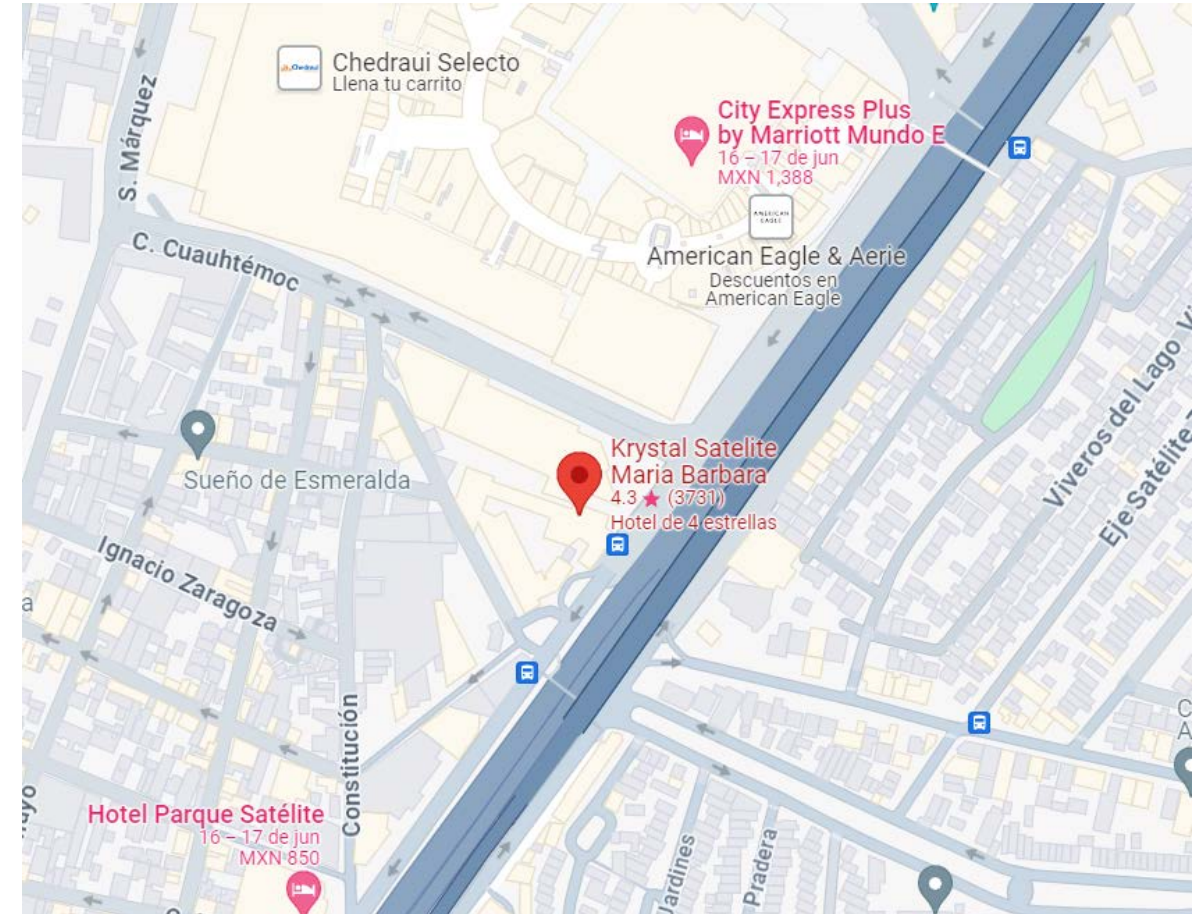 Chedraui
Chedraui Selecto
Llena tu carrito
S. Márquez
City Express Plus
by Marriott Mundo E
16 – 17 de jun
MXN 1,388
AMERICAN
EAGLE
American Eagle & Aerie
Descuentos en
American Eagle
C. Cuauhtémoc
Viveros del Lago
Eje Satélite
Krystal Satelite
Maria Barbara
4.3 ★ (3731)
Hotel de 4 estrellas
Sueño de Esmeralda
Ignacio Zaragoza
a
Constitución
C
A
Hotel Parque Satélite
16 – 17 de jun
MXN 850
Jardines
Pradera